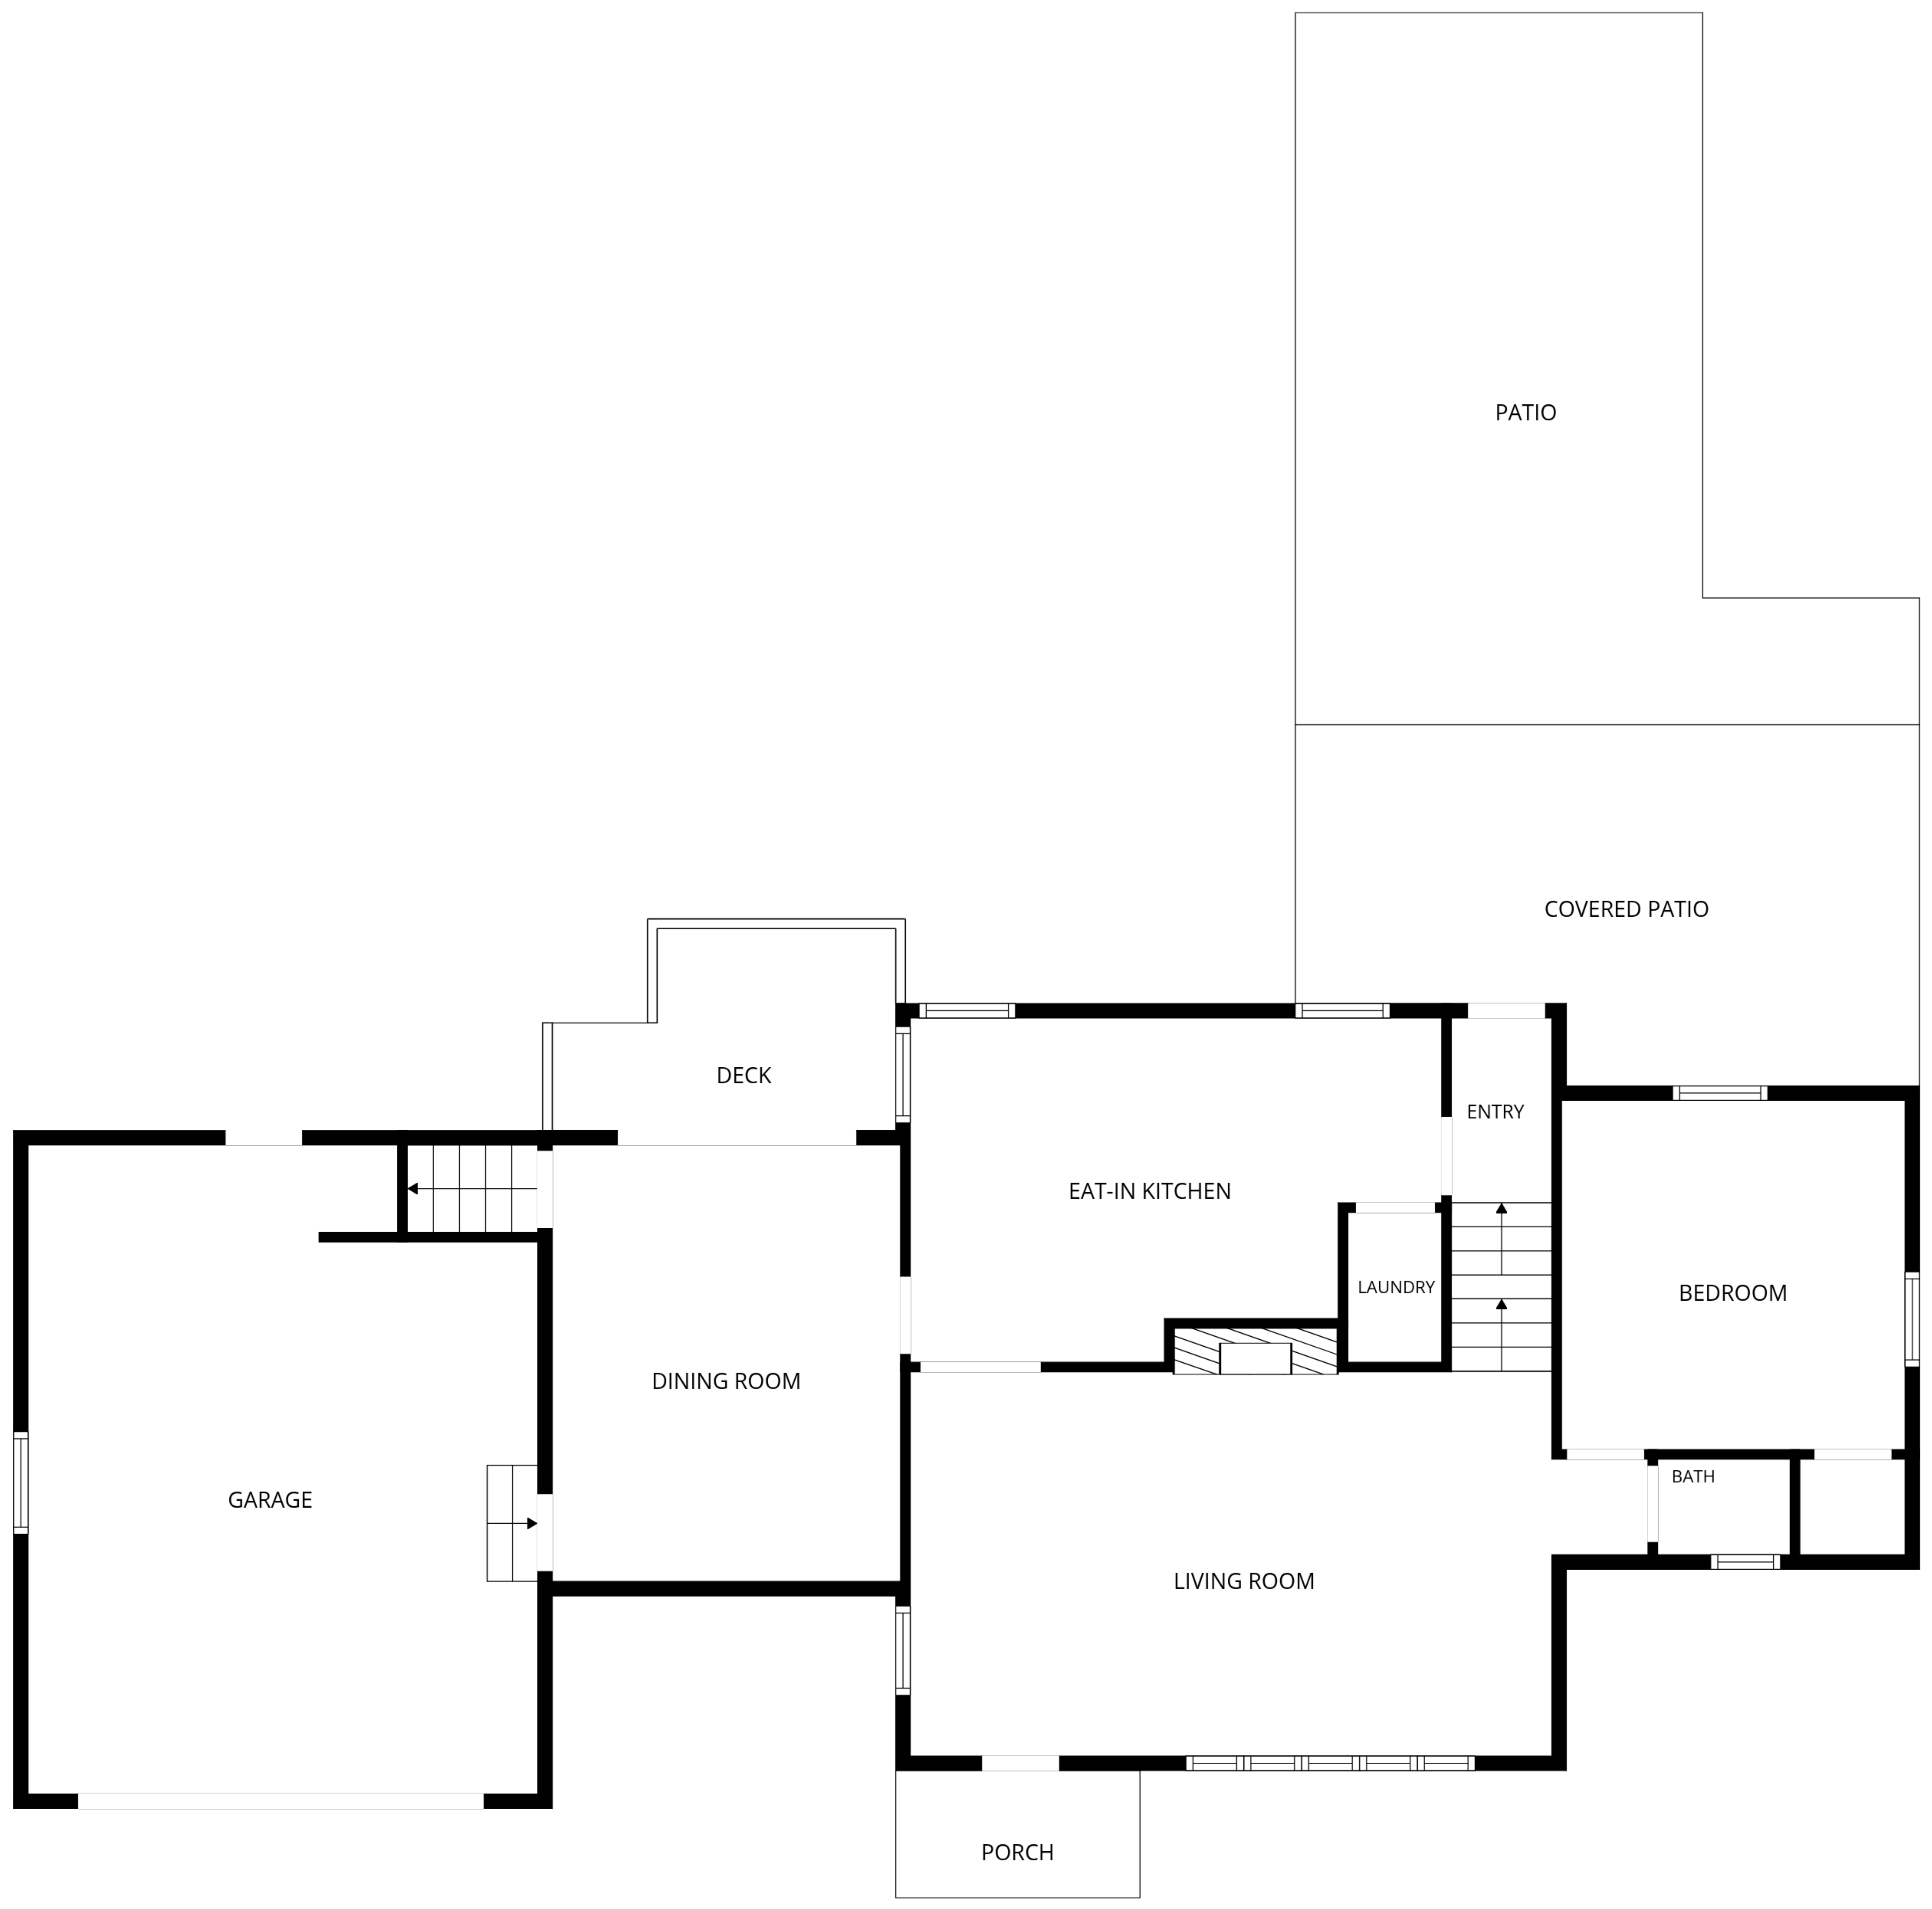 PATIO
COVERED PATIO
DECK
ENTRY
EAT-IN KITCHEN
LAUNDRY
BEDROOM
DINING ROOM
BATH
GARAGE
LIVING ROOM
PORCH